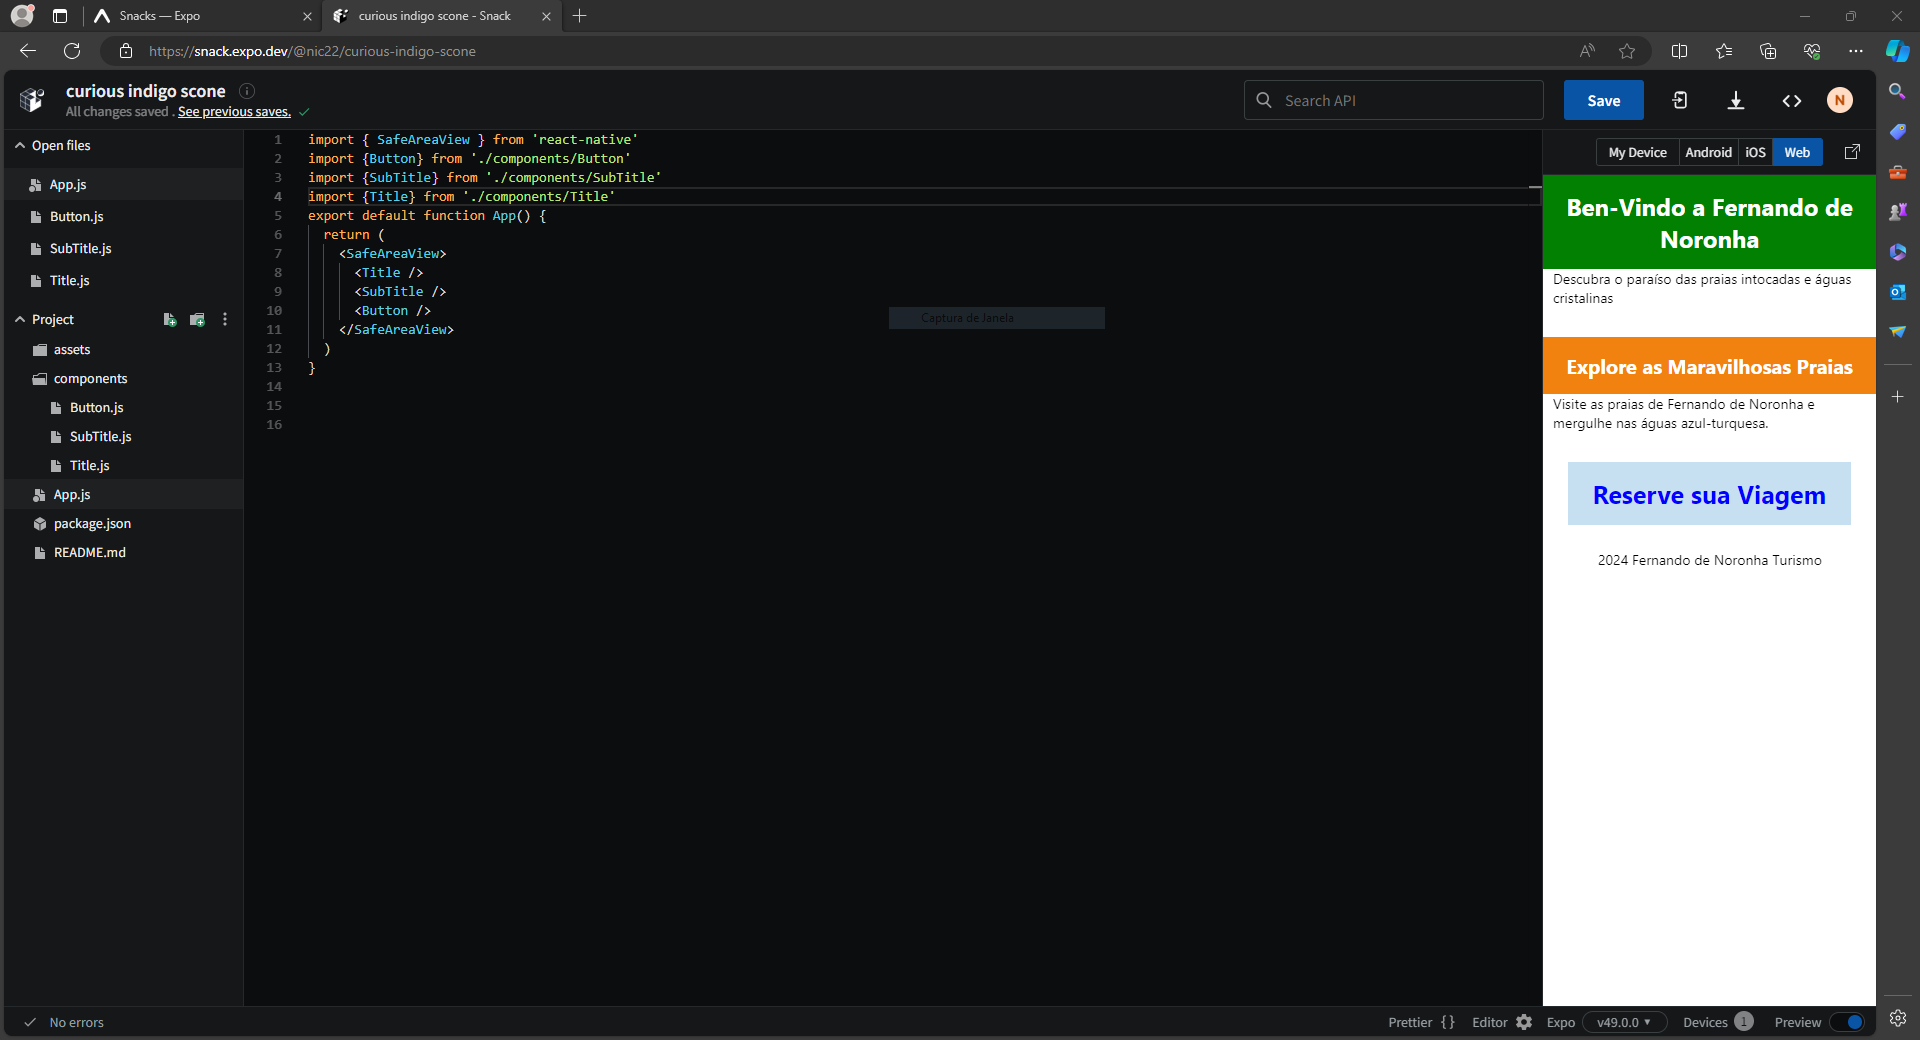 Snacks — Expo
curious indigo scone - Snack
https://snack.expo.dev/@nic22/curious-indigo-scone
curious indigo scone
All changes saved . See previous saves.
Search API
Save
N
Open files
App.js
Button.js
SubTitle.js
Title.js
Project
assets
components
Button.js
SubTitle.js
Title.js
App.js
package.json
README.md
1 import { SafeAreaView } from 'react-native'
2 import {Button} from './components/Button'
3 import {SubTitle} from './components/SubTitle'
4 import {Title} from './components/Title'
5 export default function App() {
6 return (
7 <SafeAreaView>
8 <Title />
9 <SubTitle />
10 <Button />
11 </SafeAreaView>
12 )
13 }
14
15
16
Captura de Janela
My Device Android iOS Web
Ben-Vindo a Fernando de
Noronha
Descubra o paraíso das praias intocadas e águas
cristalinas
Explore as Maravilhosas Praias
Visite as praias de Fernando de Noronha e
mergulhe nas águas azul-turquesa.
Reserve sua Viagem
2024 Fernando de Noronha Turismo
No errors
Prettier {} Editor Expo v49.0.0 Devices 1 Preview